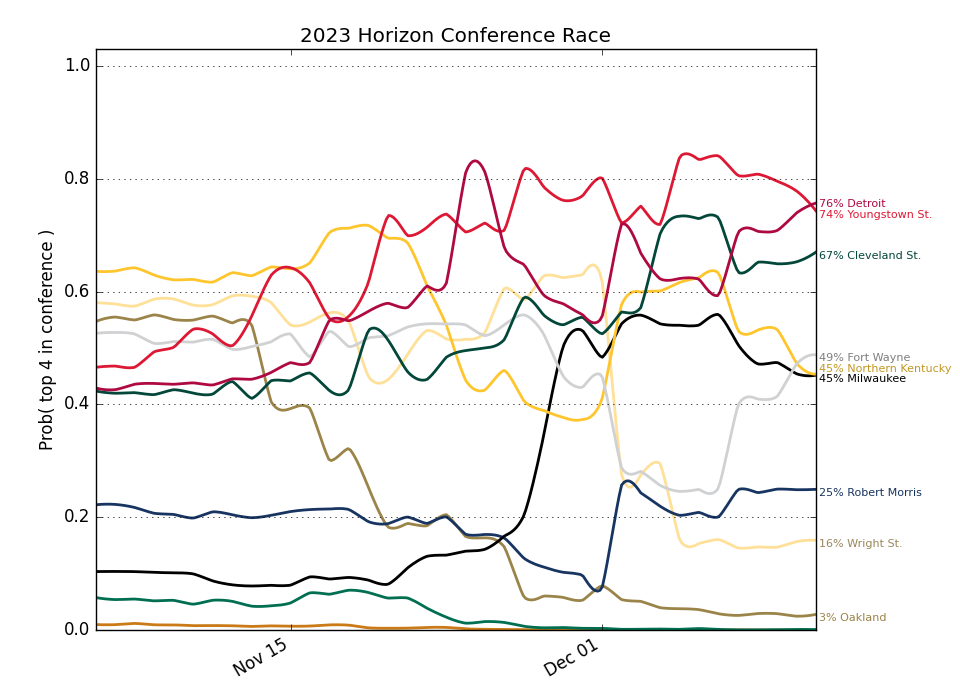 2023 Horizon Conference Race
Prob( top 4 in conference )
1.0
0.8
0.6
0.4
0.2
0.0
Nov 15
Dec 01
76% Detroit
74% Youngstown St.
67% Cleveland St.
49% Fort Wayne
45% Northern Kentucky
45% Milwaukee
25% Robert Morris
16% Wright St.
3% Oakland